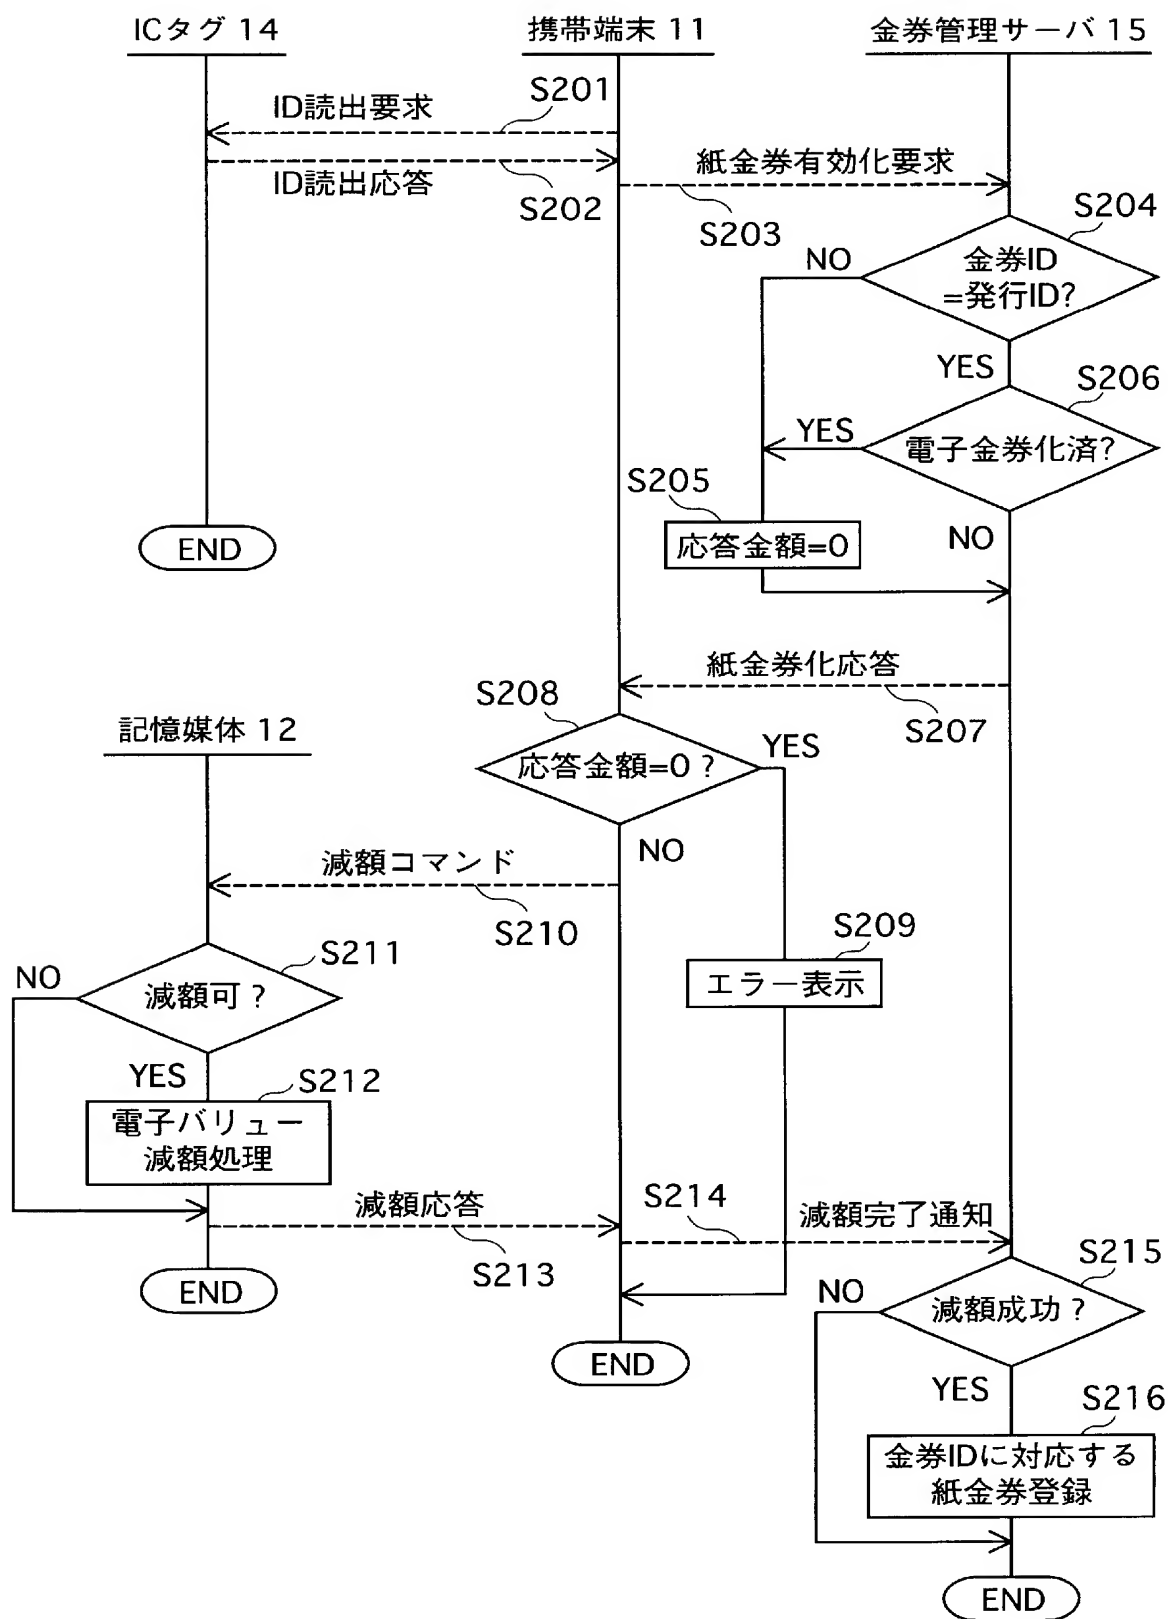 ICタグ 14
携帯端末 11
金券管理サーバ 15
S201
ID読出要求
ID読出応答
S202
紙金券有効化要求
S203
S204
金券ID
=発行ID?
NO
YES
S206
電子金券化済?
YES
S205
応答金額=0
NO
END
紙金券化応答
S207
S208
応答金額=0 ?
YES
NO
記憶媒体 12
減額コマンド
S210
S209
エラー表示
S211
減額可 ?
NO
YES
S212
電子バリュー
減額処理
減額応答
S213
S214
減額完了通知
END
END
S215
減額成功 ?
NO
YES
S216
金券IDに対応する
紙金券登録
END